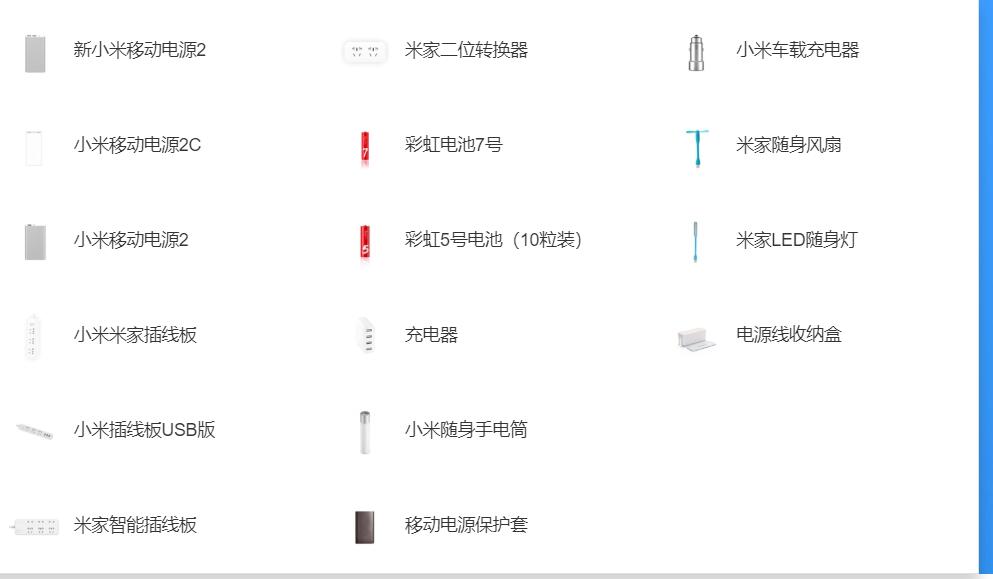 新小米移动电源2
小米移动电源2C
小米移动电源2
小米米家插线板
小米插线板USB版
米家智能插线板
米家二位转换器
彩虹电池7号
彩虹5号电池（10粒装）
充电器
小米随身手电筒
移动电源保护套
小米车载充电器
米家随身风扇
米家LED随身灯
电源线收纳盒
7
5